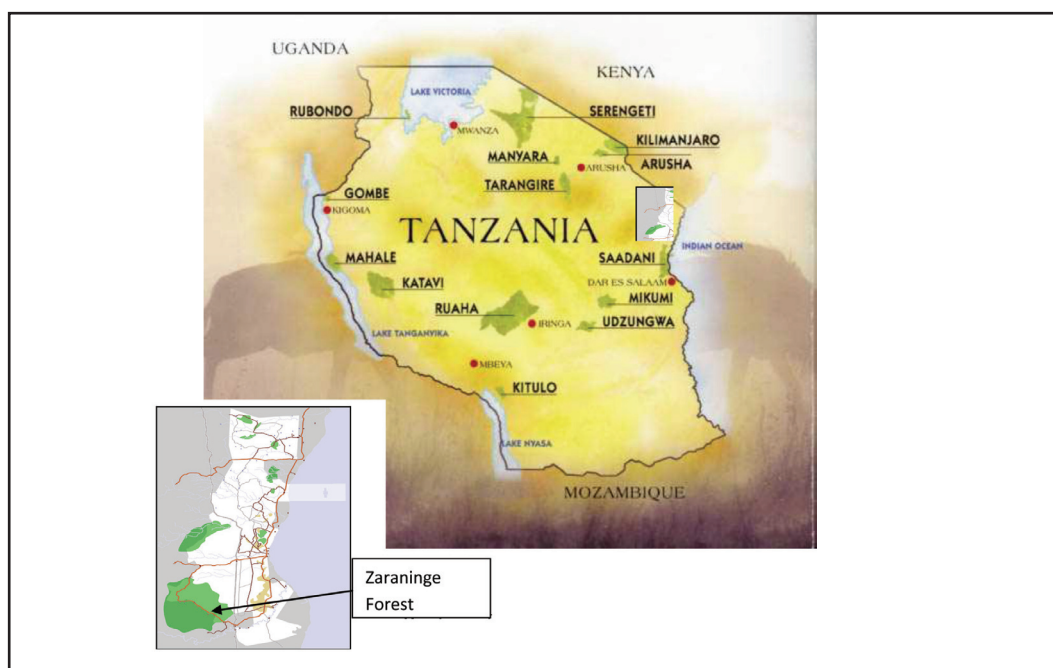 UGANDA
KENYA
LAKE VICTORIA
RUBONDO
SERENGETI
MWANZA
KILIMANJARO
MANYARA
ARUSHA
ARUSHA
TARANGIRE
GOMBE
KIGOMA
TANZANIA
INDIAN OCEAN
MAHALE
SAADANI
KATAVI
DAR ES SALAAM
MIKUMI
RUAHA
IRINGA
UDZUNGWA
LAKE TANGANYIKA
MBEYA
KITULO
LAKE NYASA
MOZAMBIQUE
Zaraninge
Forest